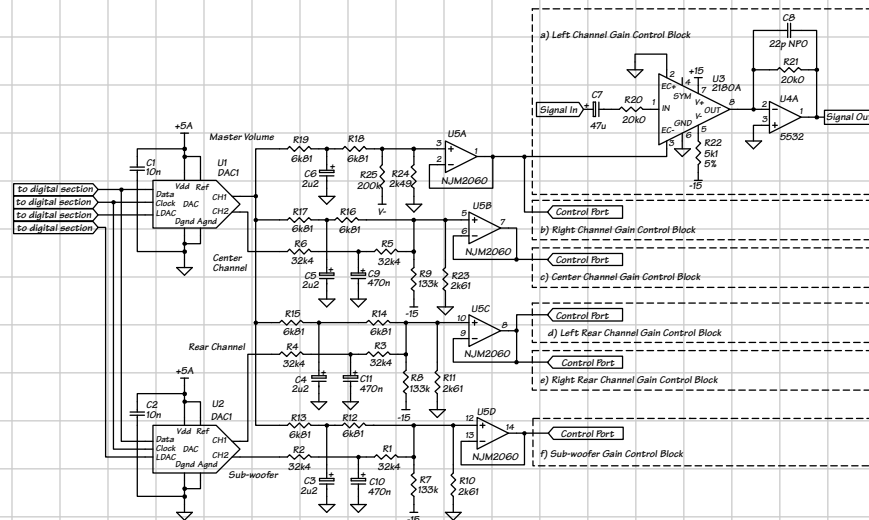 a) Left Channel Gain Control Block
C8
22p NPO
R21
20k0
U3
2180A
+15
2
4
7
EC+
SYM
V+
Signal In
+
C7
47u
R20
20k0
1
IN
OUT
8
V-
EC-
GND
3
6
5
R22
5k1
5%
-15
U4A
2
3
1
5532
Signal Out
+5A
Master Volume
C1
10n
U1
DAC1
Vdd Ref
Data
Clock
LDAC
DAC
CH1
CH2
Dgnd Agnd
to digital section
to digital section
to digital section
to digital section
R19
6k81
R18
6k81
C6
2u2
R25
200k
V-
R24
2k49
U5A
3
2
1
NJM2060
Control Port
b) Right Channel Gain Control Block
R17
6k81
R16
6k81
5
6
7
U5B
NJM2060
Center
Channel
R6
32k4
R5
32k4
C5
2u2
C9
470n
R9
133k
-15
R23
2k61
Control Port
c) Center Channel Gain Control Block
R15
6k81
R14
6k81
10
9
8
U5C
NJM2060
Control Port
d) Left Rear Channel Gain Control Block
Rear Channel
R4
32k4
R3
32k4
C4
2u2
C11
470n
R8
133k
-15
R11
2k61
Control Port
e) Right Rear Channel Gain Control Block
+5A
C2
10n
U2
DAC1
Vdd Ref
Data
Clock
LDAC
DAC
CH1
CH2
Dgnd Agnd
R13
6k81
R12
6k81
12
13
14
U5D
NJM2060
Control Port
f) Sub-woofer Gain Control Block
Sub-woofer
R2
32k4
R1
32k4
C3
2u2
C10
470n
R7
133k
-15
R10
2k61